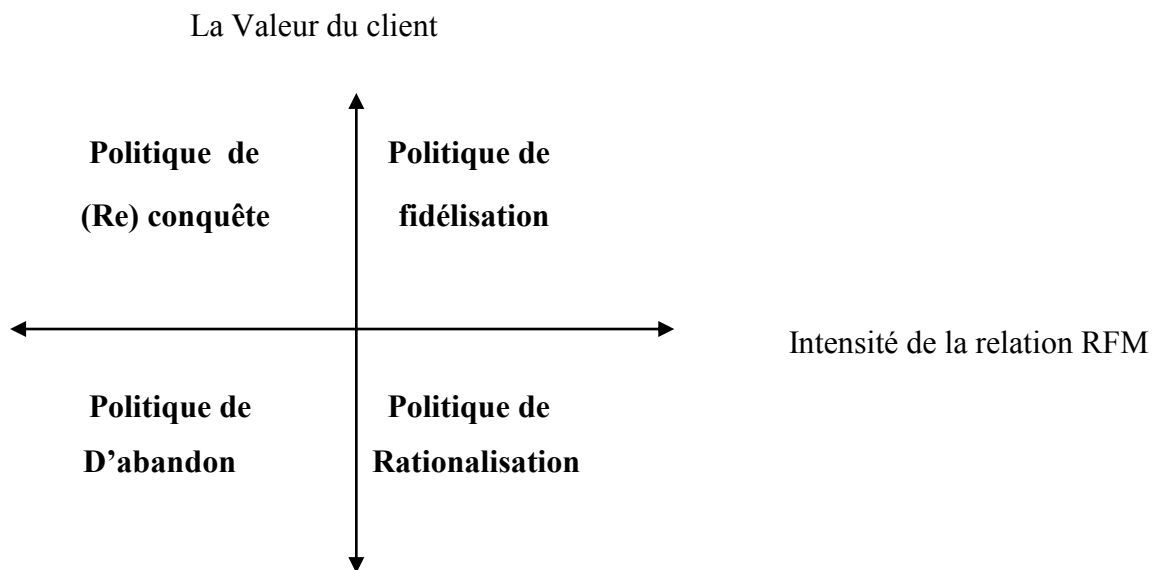 La Valeur du client
Politique de
(Re) conquête
Politique de
fidélisation
Intensité de la relation RFM
Politique de
D’abandon
Politique de
Rationalisation